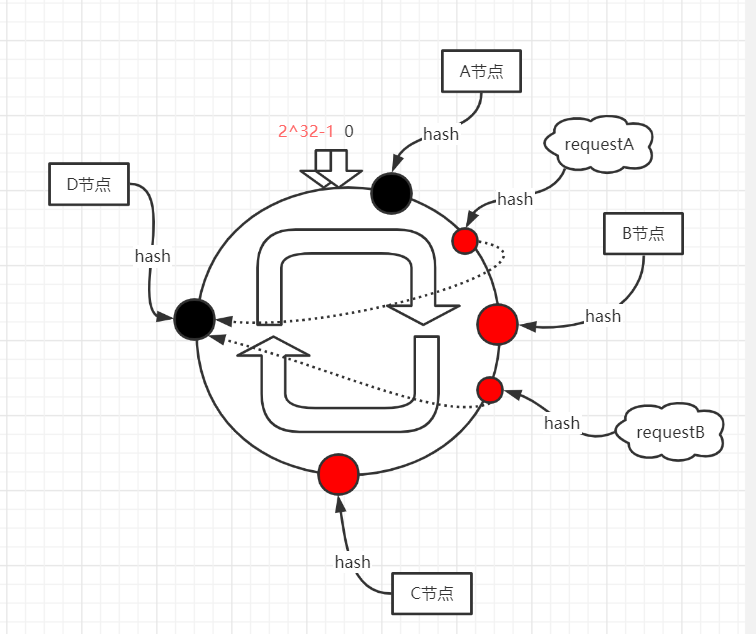 A节点
hash
2^32-1 0
requestA
hash
D节点
B节点
hash
hash
hash
requestB
hash
C节点